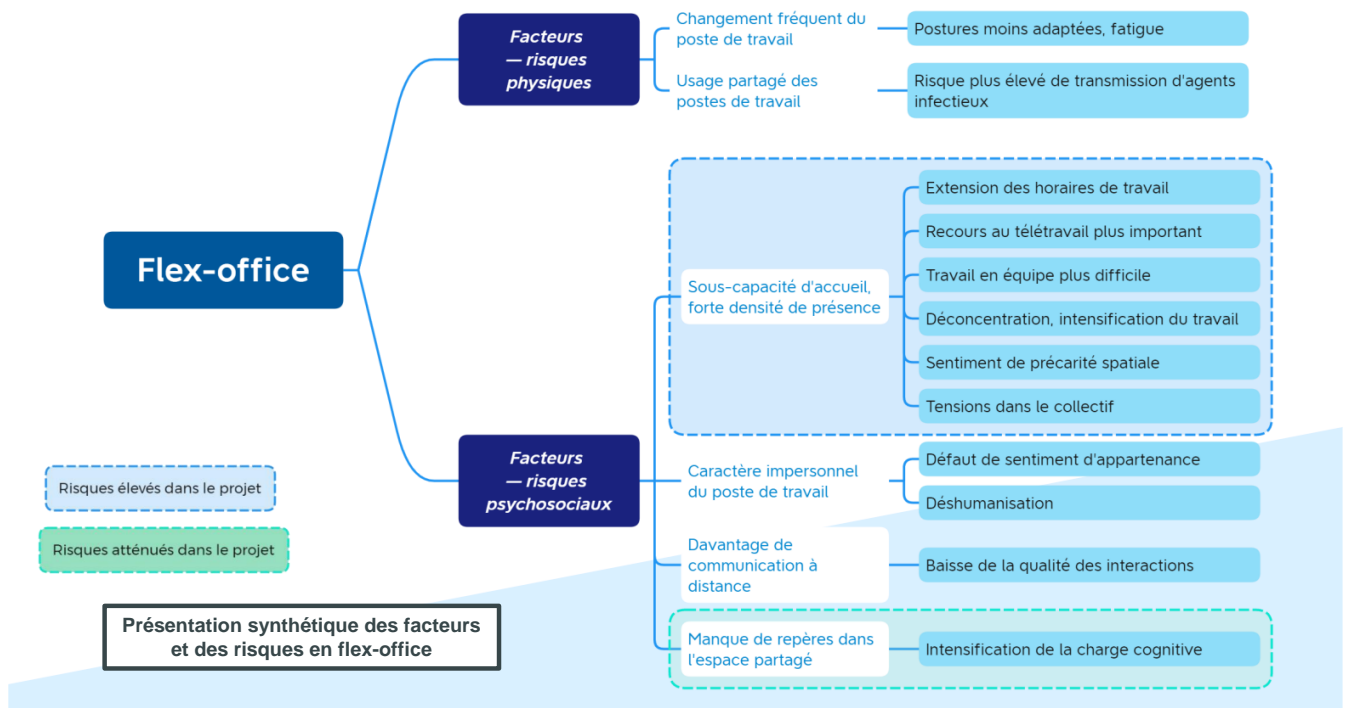 Flex-office
Facteurs
— risques
physiques
Changement fréquent du
poste de travail
Postures moins adaptées, fatigue
Usage partagé des
postes de travail
Risque plus élevé de transmission d'agents
infectieux
Facteurs
— risques
psychosociaux
Sous-capacité d'accueil,
forte densité de présence
Extension des horaires de travail
Recours au télétravail plus important
Travail en équipe plus difficile
Déconcentration, intensification du travail
Sentiment de précarité spatiale
Tensions dans le collectif
Caractère impersonnel
du poste de travail
Défaut de sentiment d'appartenance
Déshumanisation
Davantage de
communication à
distance
Baisse de la qualité des interactions
Manque de repères dans
l'espace partagé
Intensification de la charge cognitive
Risques élevés dans le projet
Risques atténués dans le projet
Présentation synthétique des facteurs
et des risques en flex-office